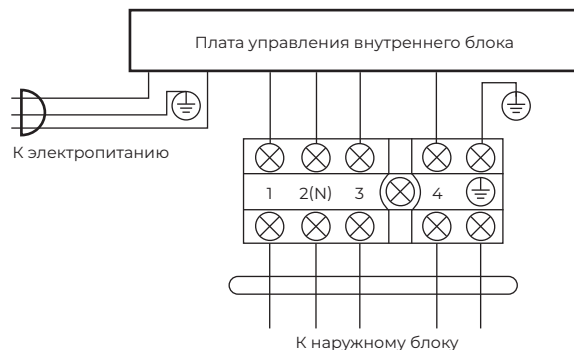 Плата управления внутреннего блока
К электропитанию
1 2(N) 3 4
К наружному блоку